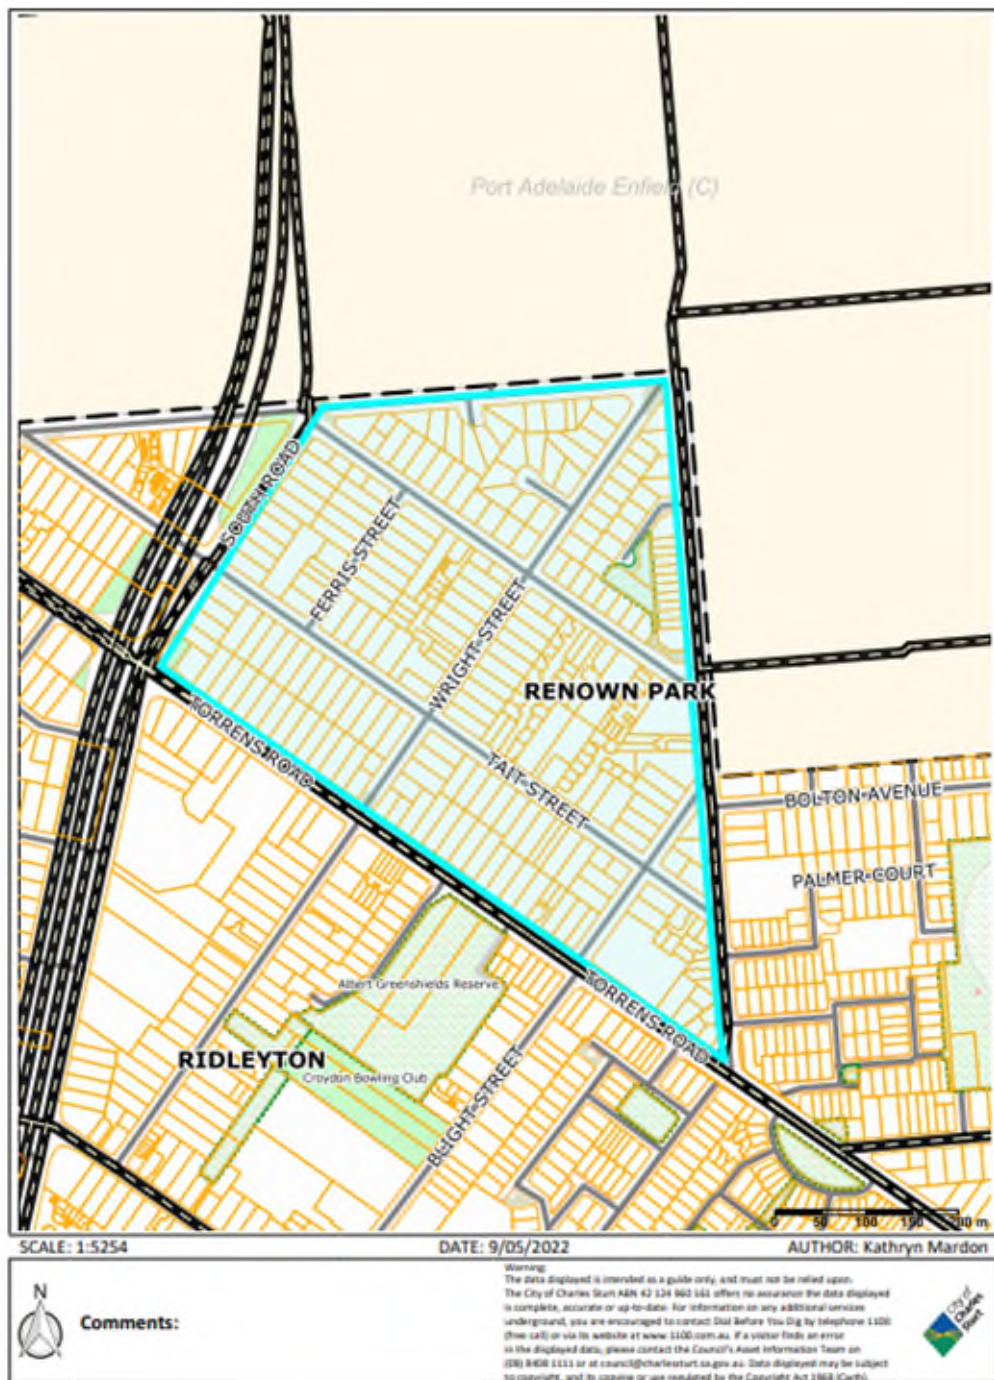 Port Adelaide Enfield (C)
SOUTH ROAD
FERRIS STREET
WRIGHT STREET
RENOWN PARK
TORRENS ROAD
TAIT STREET
BOLTON AVENUE
PALMER COURT
Albert Greenshields Reserve
TORRENS ROAD
RIDLEYTON
Croydon Bowling Club
BLIGHT STREET
0 50 100 150 200 m
SCALE: 1:5254
DATE: 9/05/2022
AUTHOR: Kathryn Mardon
N
Comments:
Warning:
The data displayed is intended as a guide only, and must not be relied upon.
The City of Charles Sturt ABN 42 124 960 161 offers no assurance the data displayed
is complete, accurate or up-to-date. For information on any additional services
underground, you are encouraged to contact Dial Before You Dig by telephone 1100
(free call) or via its website at www.1100.com.au. If a visitor finds an error
in the displayed data, please contact the Council's Asset Information Team on
(08) 8408 1111 or at council@charlessturt.sa.gov.au. Data displayed may be subject
to copyright, and its copying or use regulated by the Copyright Act 1968 (Cwth).
City of
Charles
Sturt